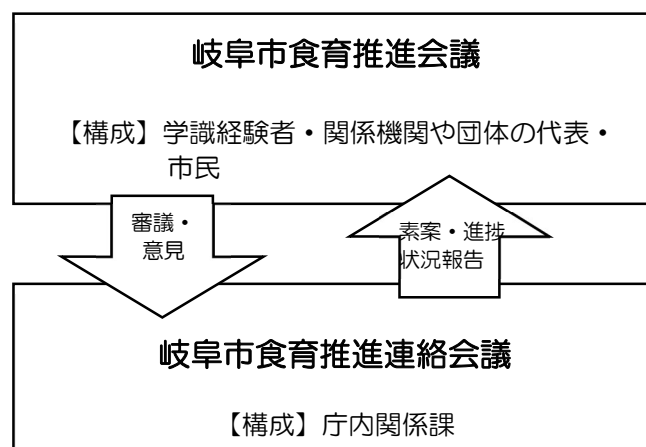 岐阜市食育推進会議
【構成】学識経験者・関係機関や団体の代表・
市民
審議・
意見
素案・進捗
状況報告
岐阜市食育推進連絡会議
【構成】庁内関係課